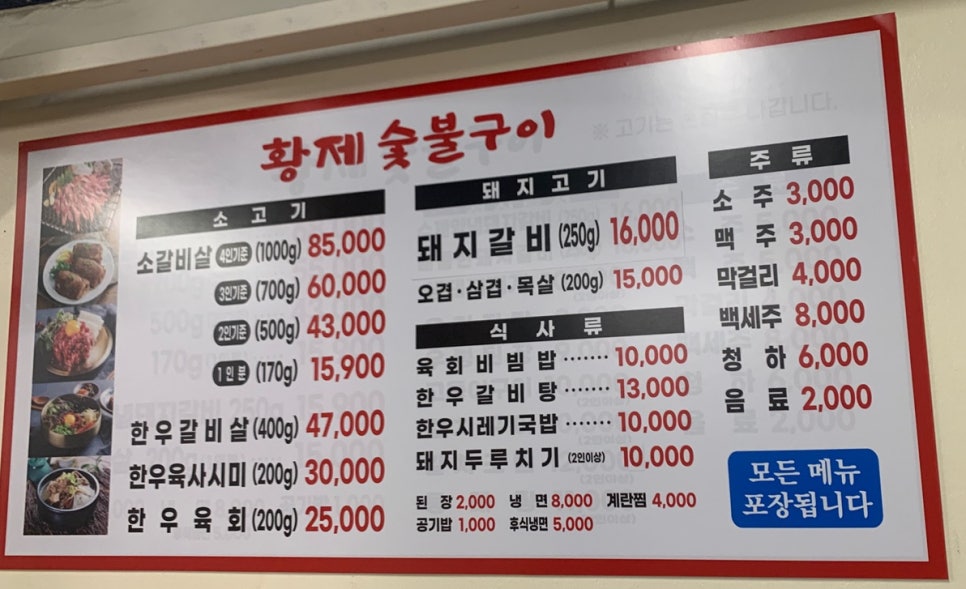 황제 숯불구이
소 고 기
소갈비살 4인기준 (1000g) 85,000
3인기준 (700g) 60,000
2인기준 (500g) 43,000
1인분 (170g) 15,900
한우갈비살 (400g) 47,000
한우육사시미 (200g) 30,000
한 우 육 회 (200g) 25,000
돼 지 고 기
돼 지 갈 비 (250g) 16,000
오겹·삼겹·목살 (200g) 15,000
식 사 류
육 회 비 빔 밥 ······· 10,000
한 우 갈 비 탕 ······· 13,000
한우시레기국밥 ······· 10,000
돼지두루치기 (2인이상) 10,000
된 장 2,000 냉 면 8,000 계란찜 4,000
공기밥 1,000 후식냉면 5,000
주 류
소 주 3,000
맥 주 3,000
막걸리 4,000
백세주 8,000
청 하 6,000
음 료 2,000
모든 메뉴
포장됩니다